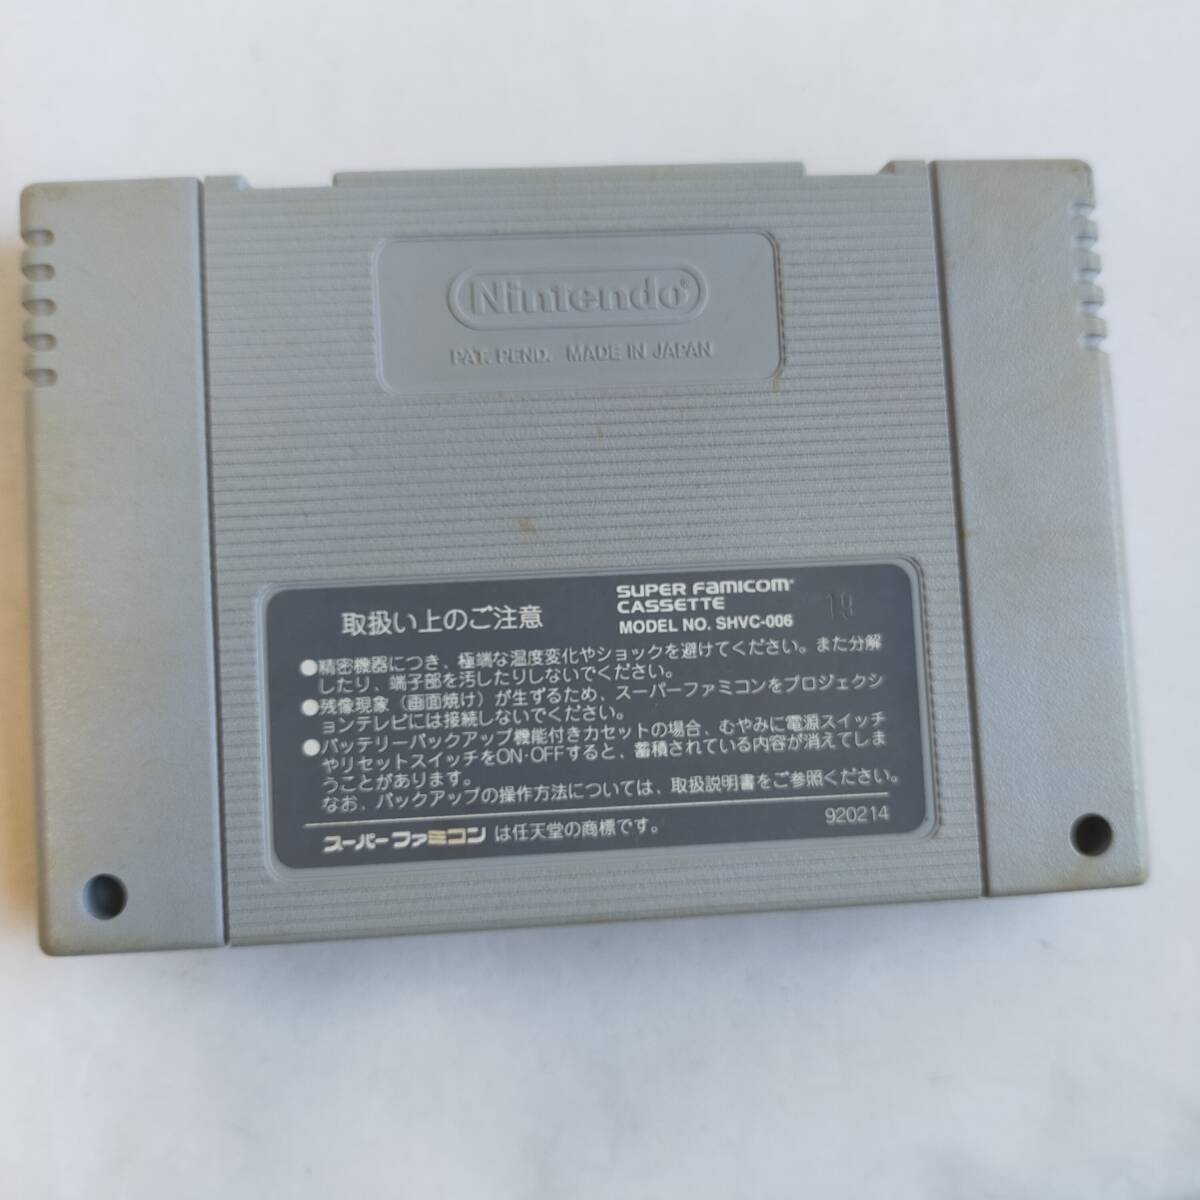 Nintendo®
PAT. PEND. MADE IN JAPAN
取扱い上のご注意
SUPER FAMICOM®
CASSETTE
MODEL NO. SHVC-006
19
●精密機器につき、極端な温度変化やショックを避けてください。また分解
したり、端子部を汚したりしないでください。
●残像現象（画面焼け）が生ずるため、スーパーファミコンをプロジェクシ
ョンテレビには接続しないでください。
●バッテリーバックアップ機能付きカセットの場合、むやみに電源スイッチ
やリセットスイッチをON・OFFすると、蓄積されている内容が消えてしま
うことがあります。
なお、バックアップの操作方法については、取扱説明書をご参照ください。
スーパーファミコンは任天堂の商標です。
920214